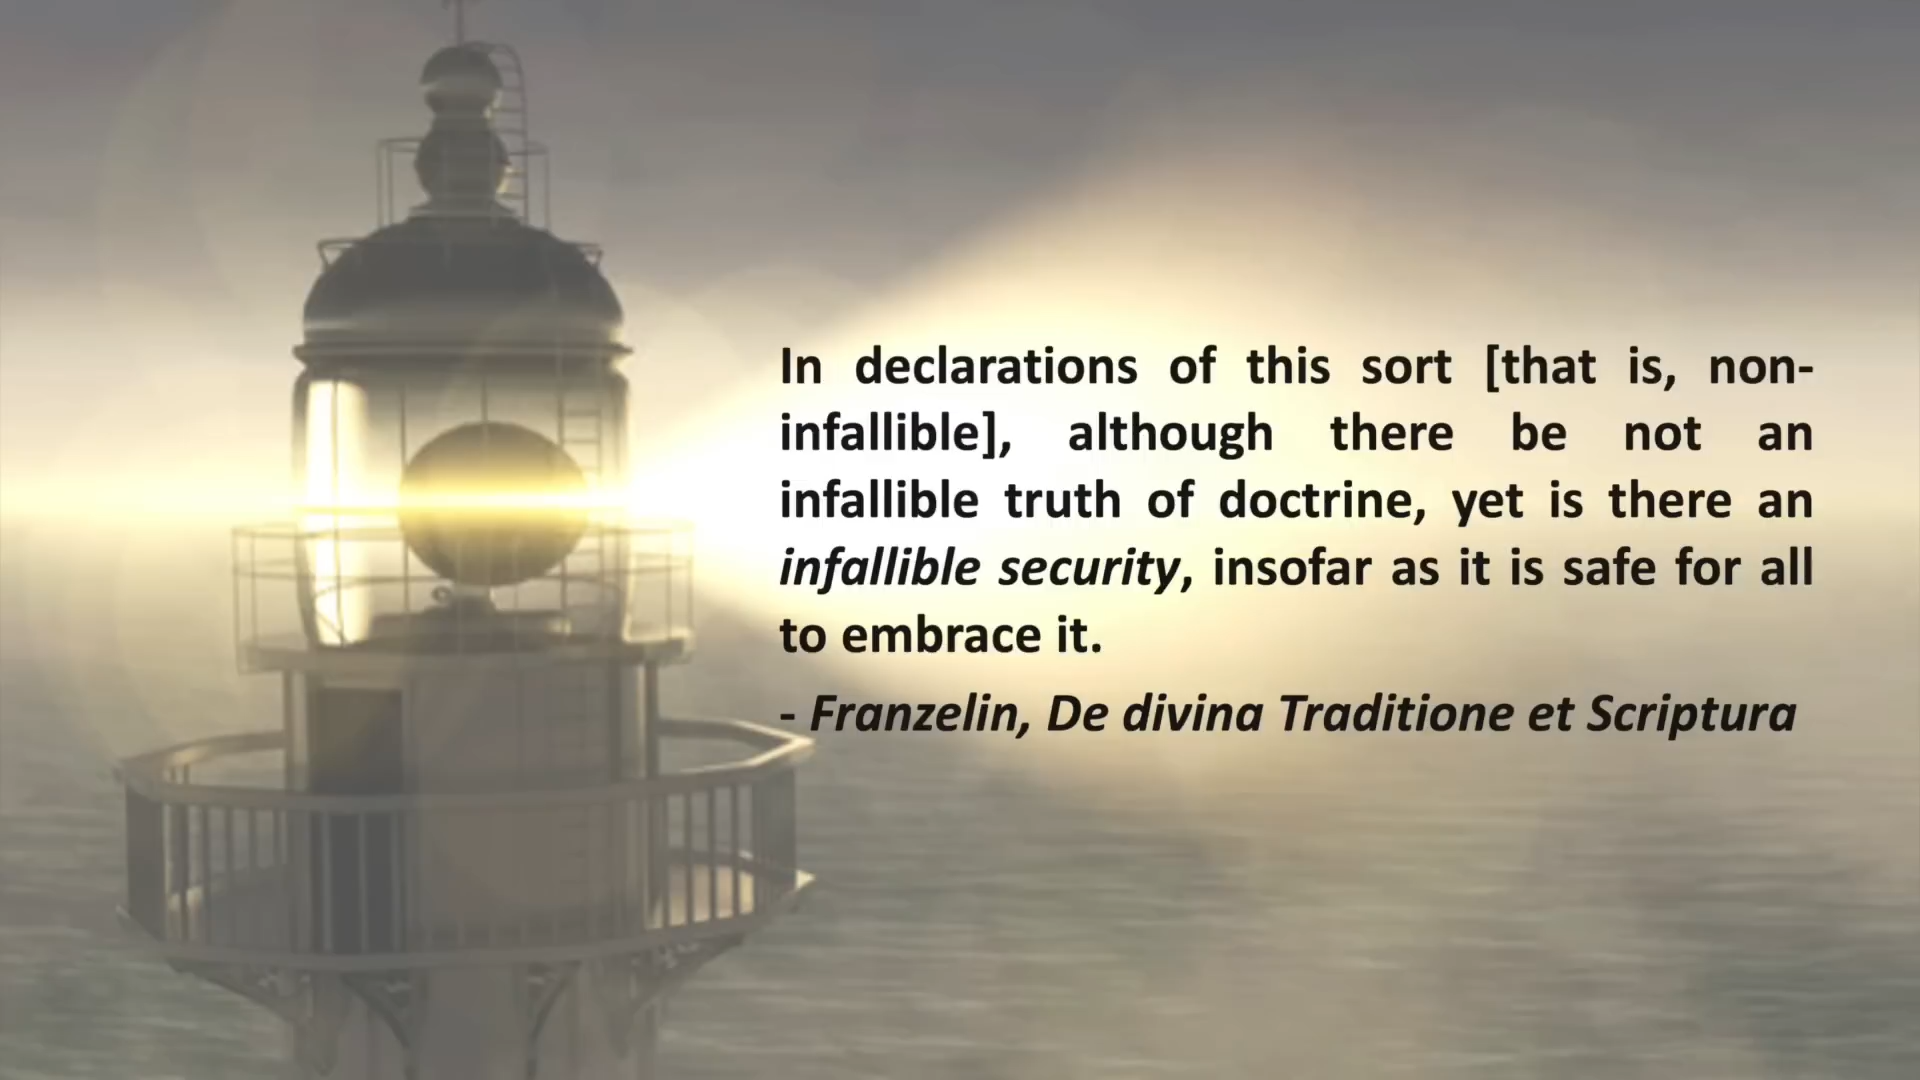 In declarations of this sort [that is, non-
infallible], although there be not an
infallible truth of doctrine, yet is there an
infallible security, insofar as it is safe for all
to embrace it.
- Franzelin, De divina Traditione et Scriptura